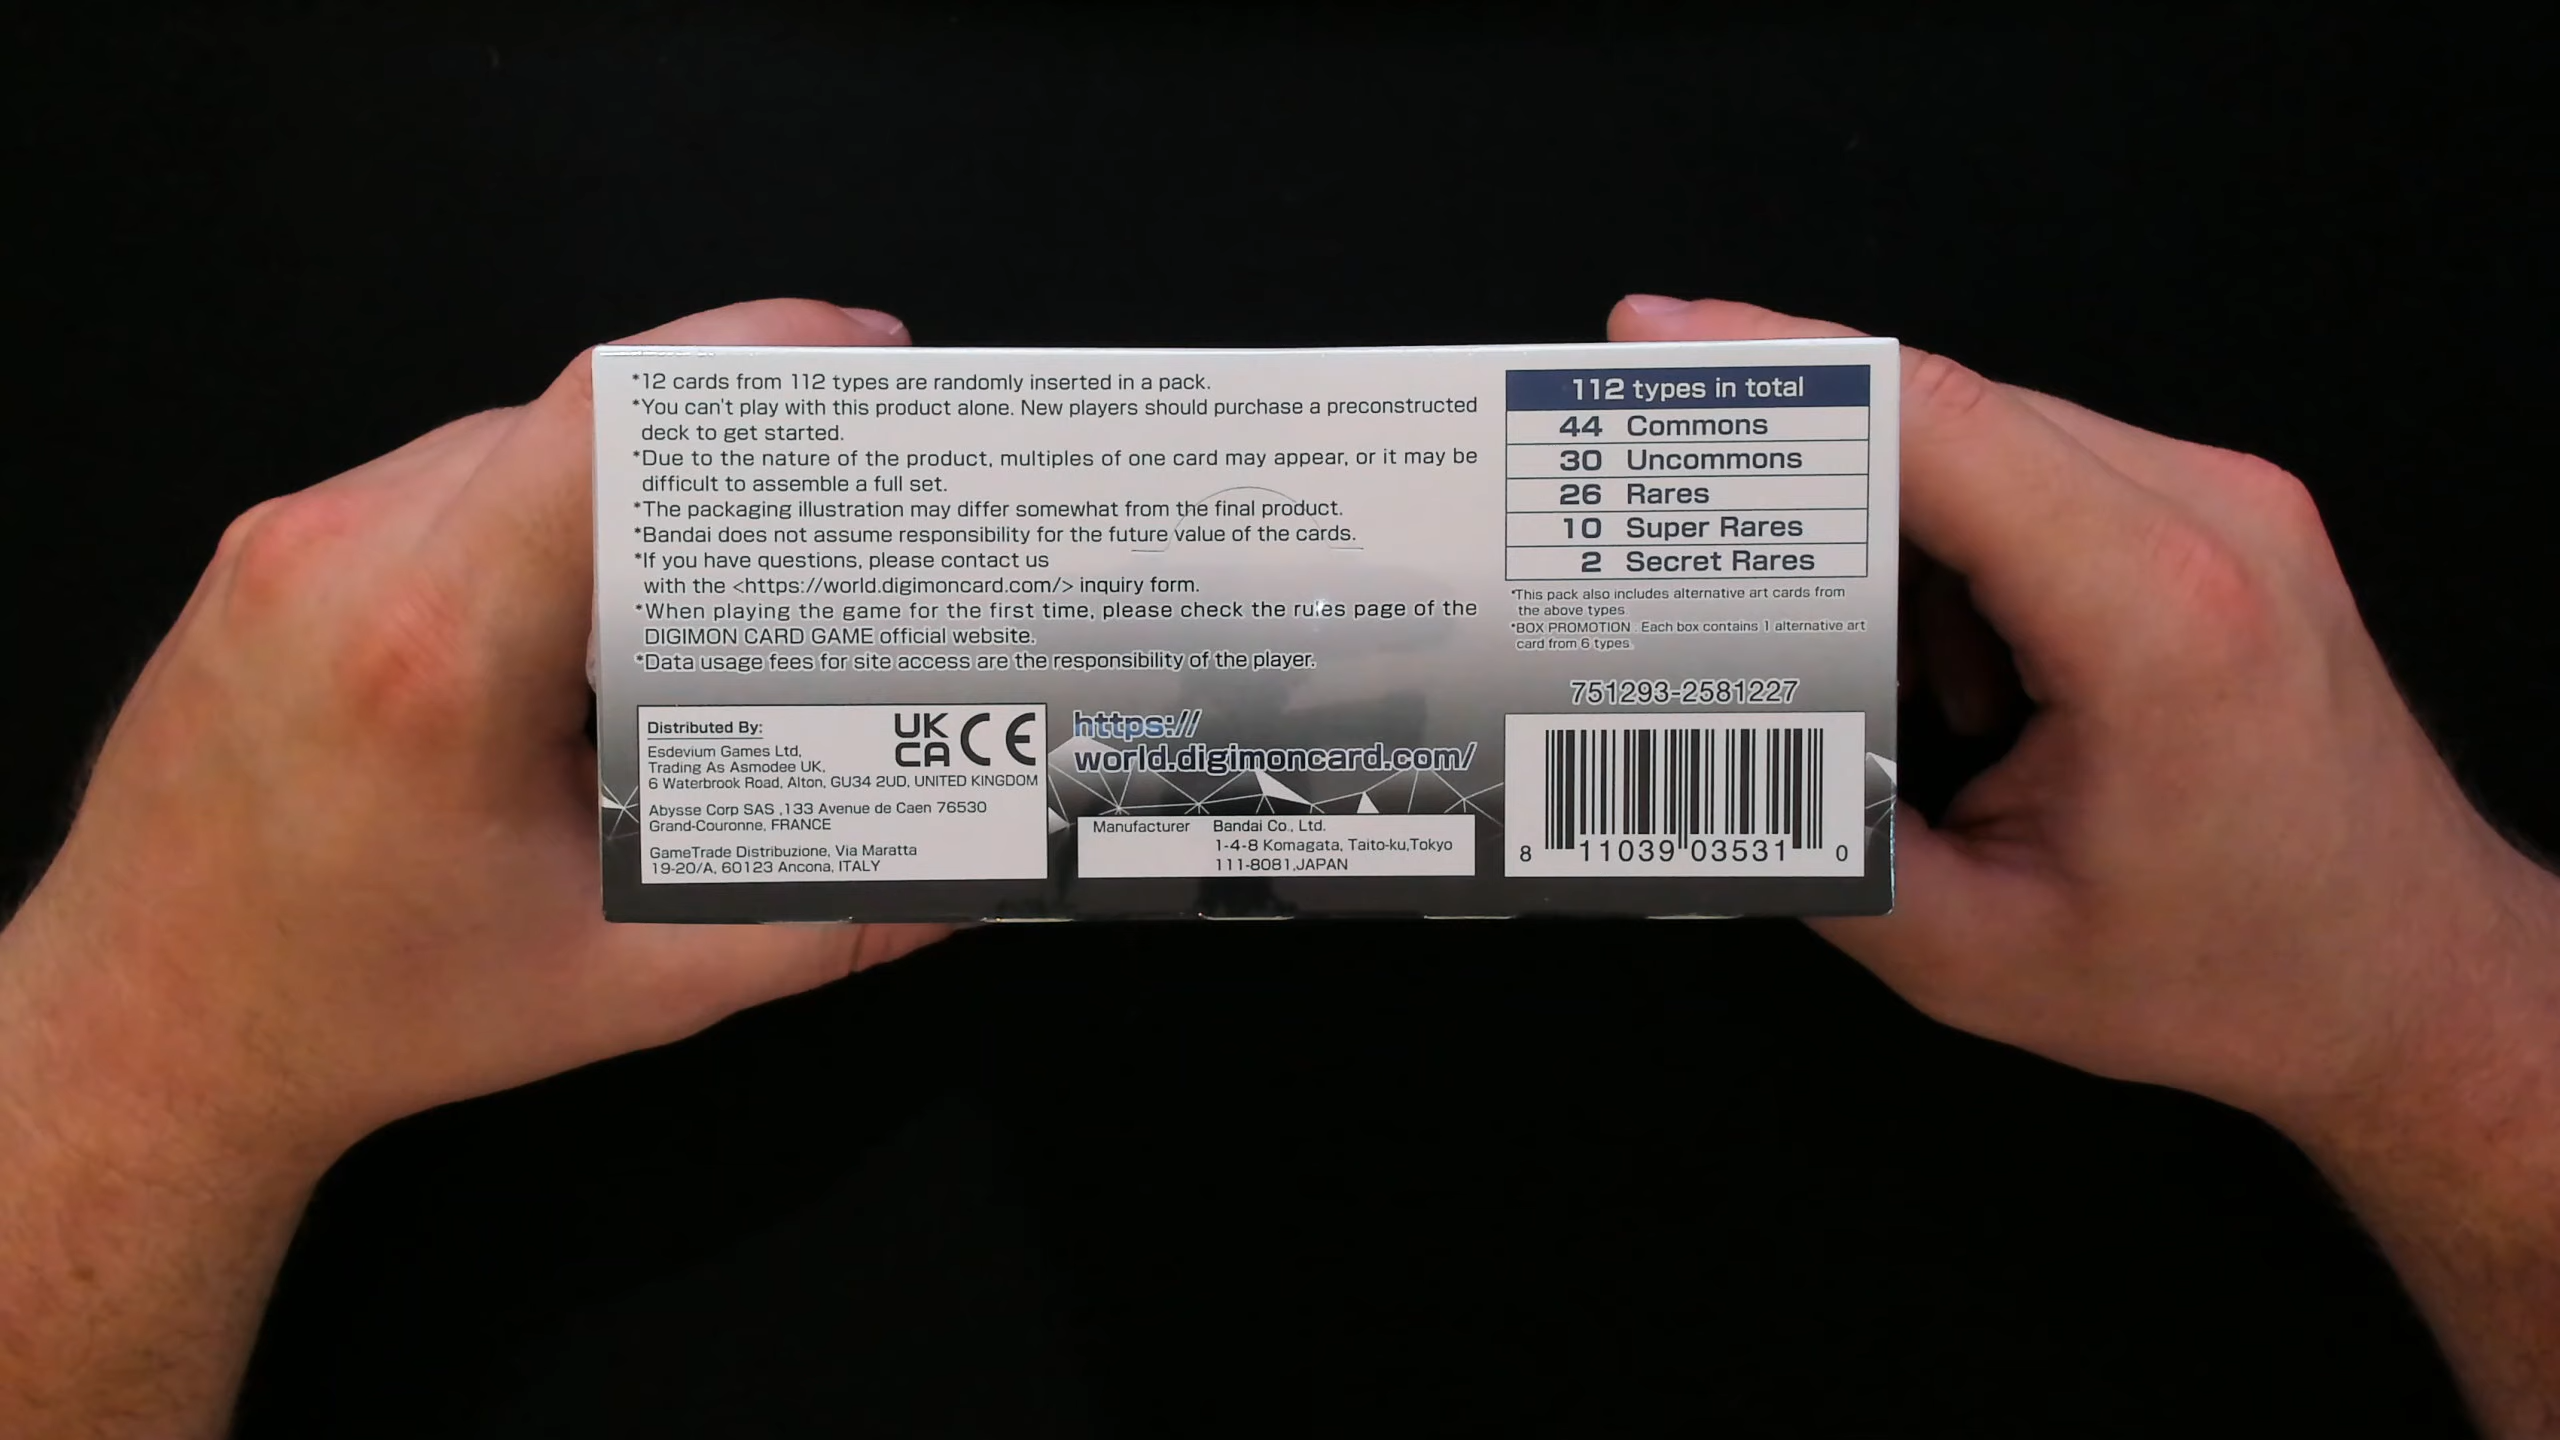 *12 cards from 112 types are randomly inserted in a pack.
*You can't play with this product alone. New players should purchase a preconstructed
deck to get started.
*Due to the nature of the product, multiples of one card may appear, or it may be
difficult to assemble a full set.
*The packaging illustration may differ somewhat from the final product.
*Bandai does not assume responsibility for the future value of the cards.
*If you have questions, please contact us
with the <https://world.digimoncard.com/> inquiry form.
*When playing the game for the first time, please check the rules page of the
DIGIMON CARD GAME official website.
*Data usage fees for site access are the responsibility of the player.
112 types in total
44 Commons
30 Uncommons
26 Rares
10 Super Rares
2 Secret Rares
*This pack also includes alternative art cards from
the above types.
*BOX PROMOTION : Each box contains 1 alternative art
card from 6 types.
Distributed By:
UK
CA CE
Esdevium Games Ltd,
Trading As Asmodee UK,
6 Waterbrook Road, Alton, GU34 2UD, UNITED KINGDOM
Abysse Corp SAS ,133 Avenue de Caen 76530
Grand-Couronne, FRANCE
GameTrade Distribuzione, Via Maratta
19-20/A, 60123 Ancona, ITALY
https://
world.digimoncard.com/
Manufacturer Bandai Co., Ltd.
1-4-8 Komagata, Taito-ku,Tokyo
111-8081,JAPAN
751293-2581227
8 11039 03531 0